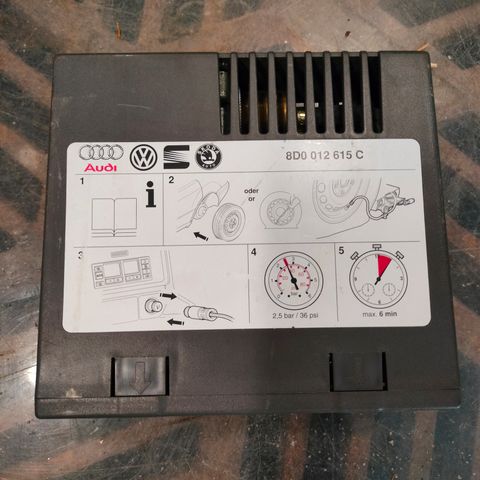 Audi
8D0 012 615 C
1
i
2
oder
or
3
4
5
2,5 bar / 36 psi
max. 6 min